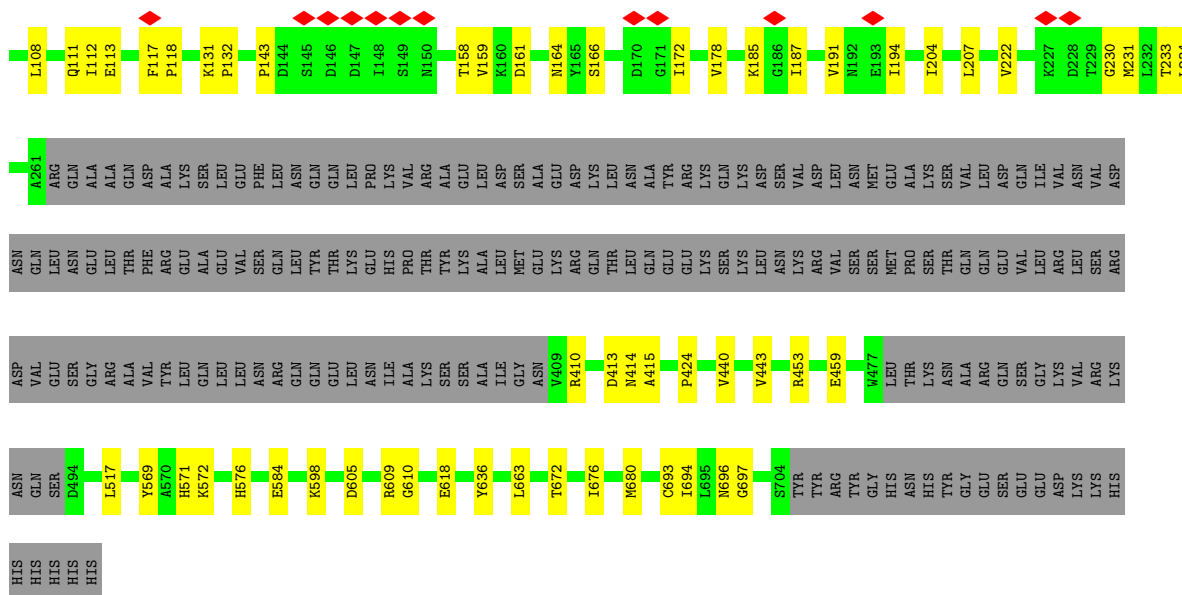 L108 Q111 I112 E113 F117 P118 K131 P132 P143 D144 S145 D146 D147 I148 S149 N150 T158 V159 K160 D161 N164 Y165 S166 D170 G171 I172 V178 K185 G186 I187 V191 N192 E193 I194 I204 L207 V222 K227 D228 T229 G230 M231 L232 T233
A261 ARG GLN ALA ALA GLN ASP ALA LYS SER LEU GLU PHE LEU ASN GLN GLN LEU PRO LYS VAL ARG ALA GLU LEU ASP SER ALA GLU ASP LYS LEU ASN ALA TYR ARG LYS GLN LYS ASP SER VAL ASP LEU ASN MET GLU ALA LYS SER VAL LEU ASP GLN ILE VAL ASN VAL ASP
ASN GLN LEU ASN GLU LEU THR PHE ARG GLU ALA GLU VAL SER GLN LEU TYR THR LYS GLU HIS PRO THR TYR LYS ALA LEU MET GLU LYS ARG GLN THR LEU GLN GLU GLU LYS SER LYS LEU ASN LYS ARG VAL SER SER MET PRO SER THR GLN GLN GLU VAL LEU ARG LEU SER ARG
ASP VAL GLU SER GLY ARG ALA VAL TYR LEU GLN LEU LEU ASN ARG GLN GLN GLU LEU ASN ILE ALA LYS SER SER ALA ILE GLY ASN V409 R410 D413 N414 A415 P424 V440 V443 R453 E459 W477 LEU THR LYS ASN ALA ARG GLN SER GLY LYS VAL ARG LYS
ASN GLN SER D494 L517 Y569 A570 H571 K572 H576 E584 K598 D605 R609 G610 E618 Y636 L663 T672 I676 M680 C693 I694 L695 N696 G697 S704 TYR TYR ARG TYR GLY HIS ASN HIS TYR GLY GLU SER GLU GLU ASP LYS LYS HIS
HIS HIS HIS HIS HIS